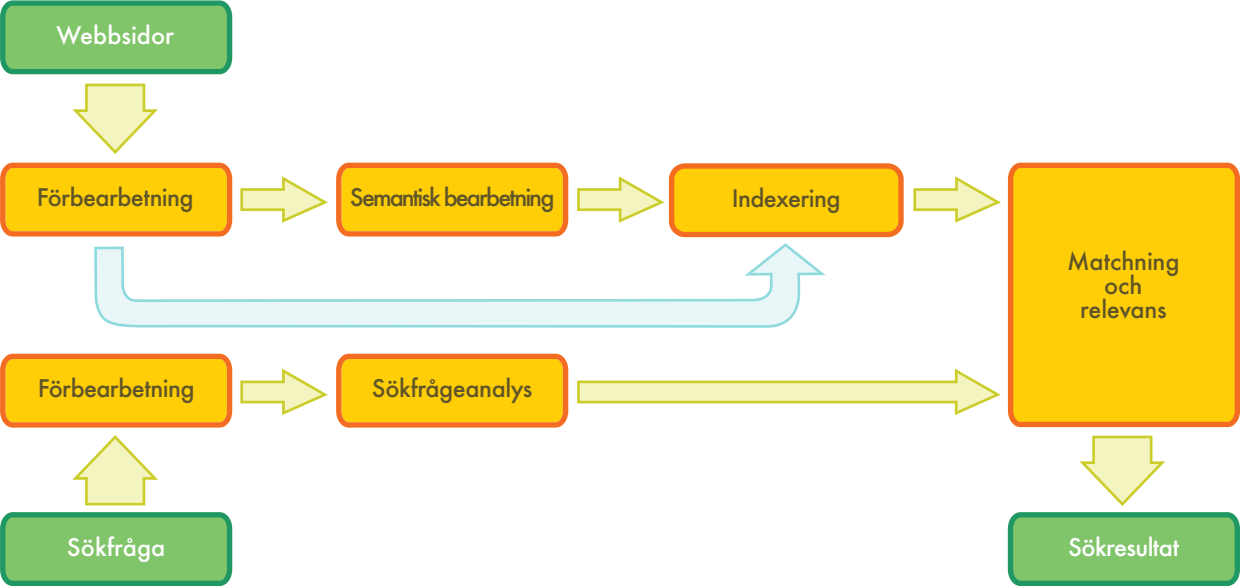 Webbsidor
Förbearbetning
Semantisk bearbetning
Indexering
Matchning
och
relevans
Förbearbetning
Sökfrågeanalys
Sökfråga
Sökresultat